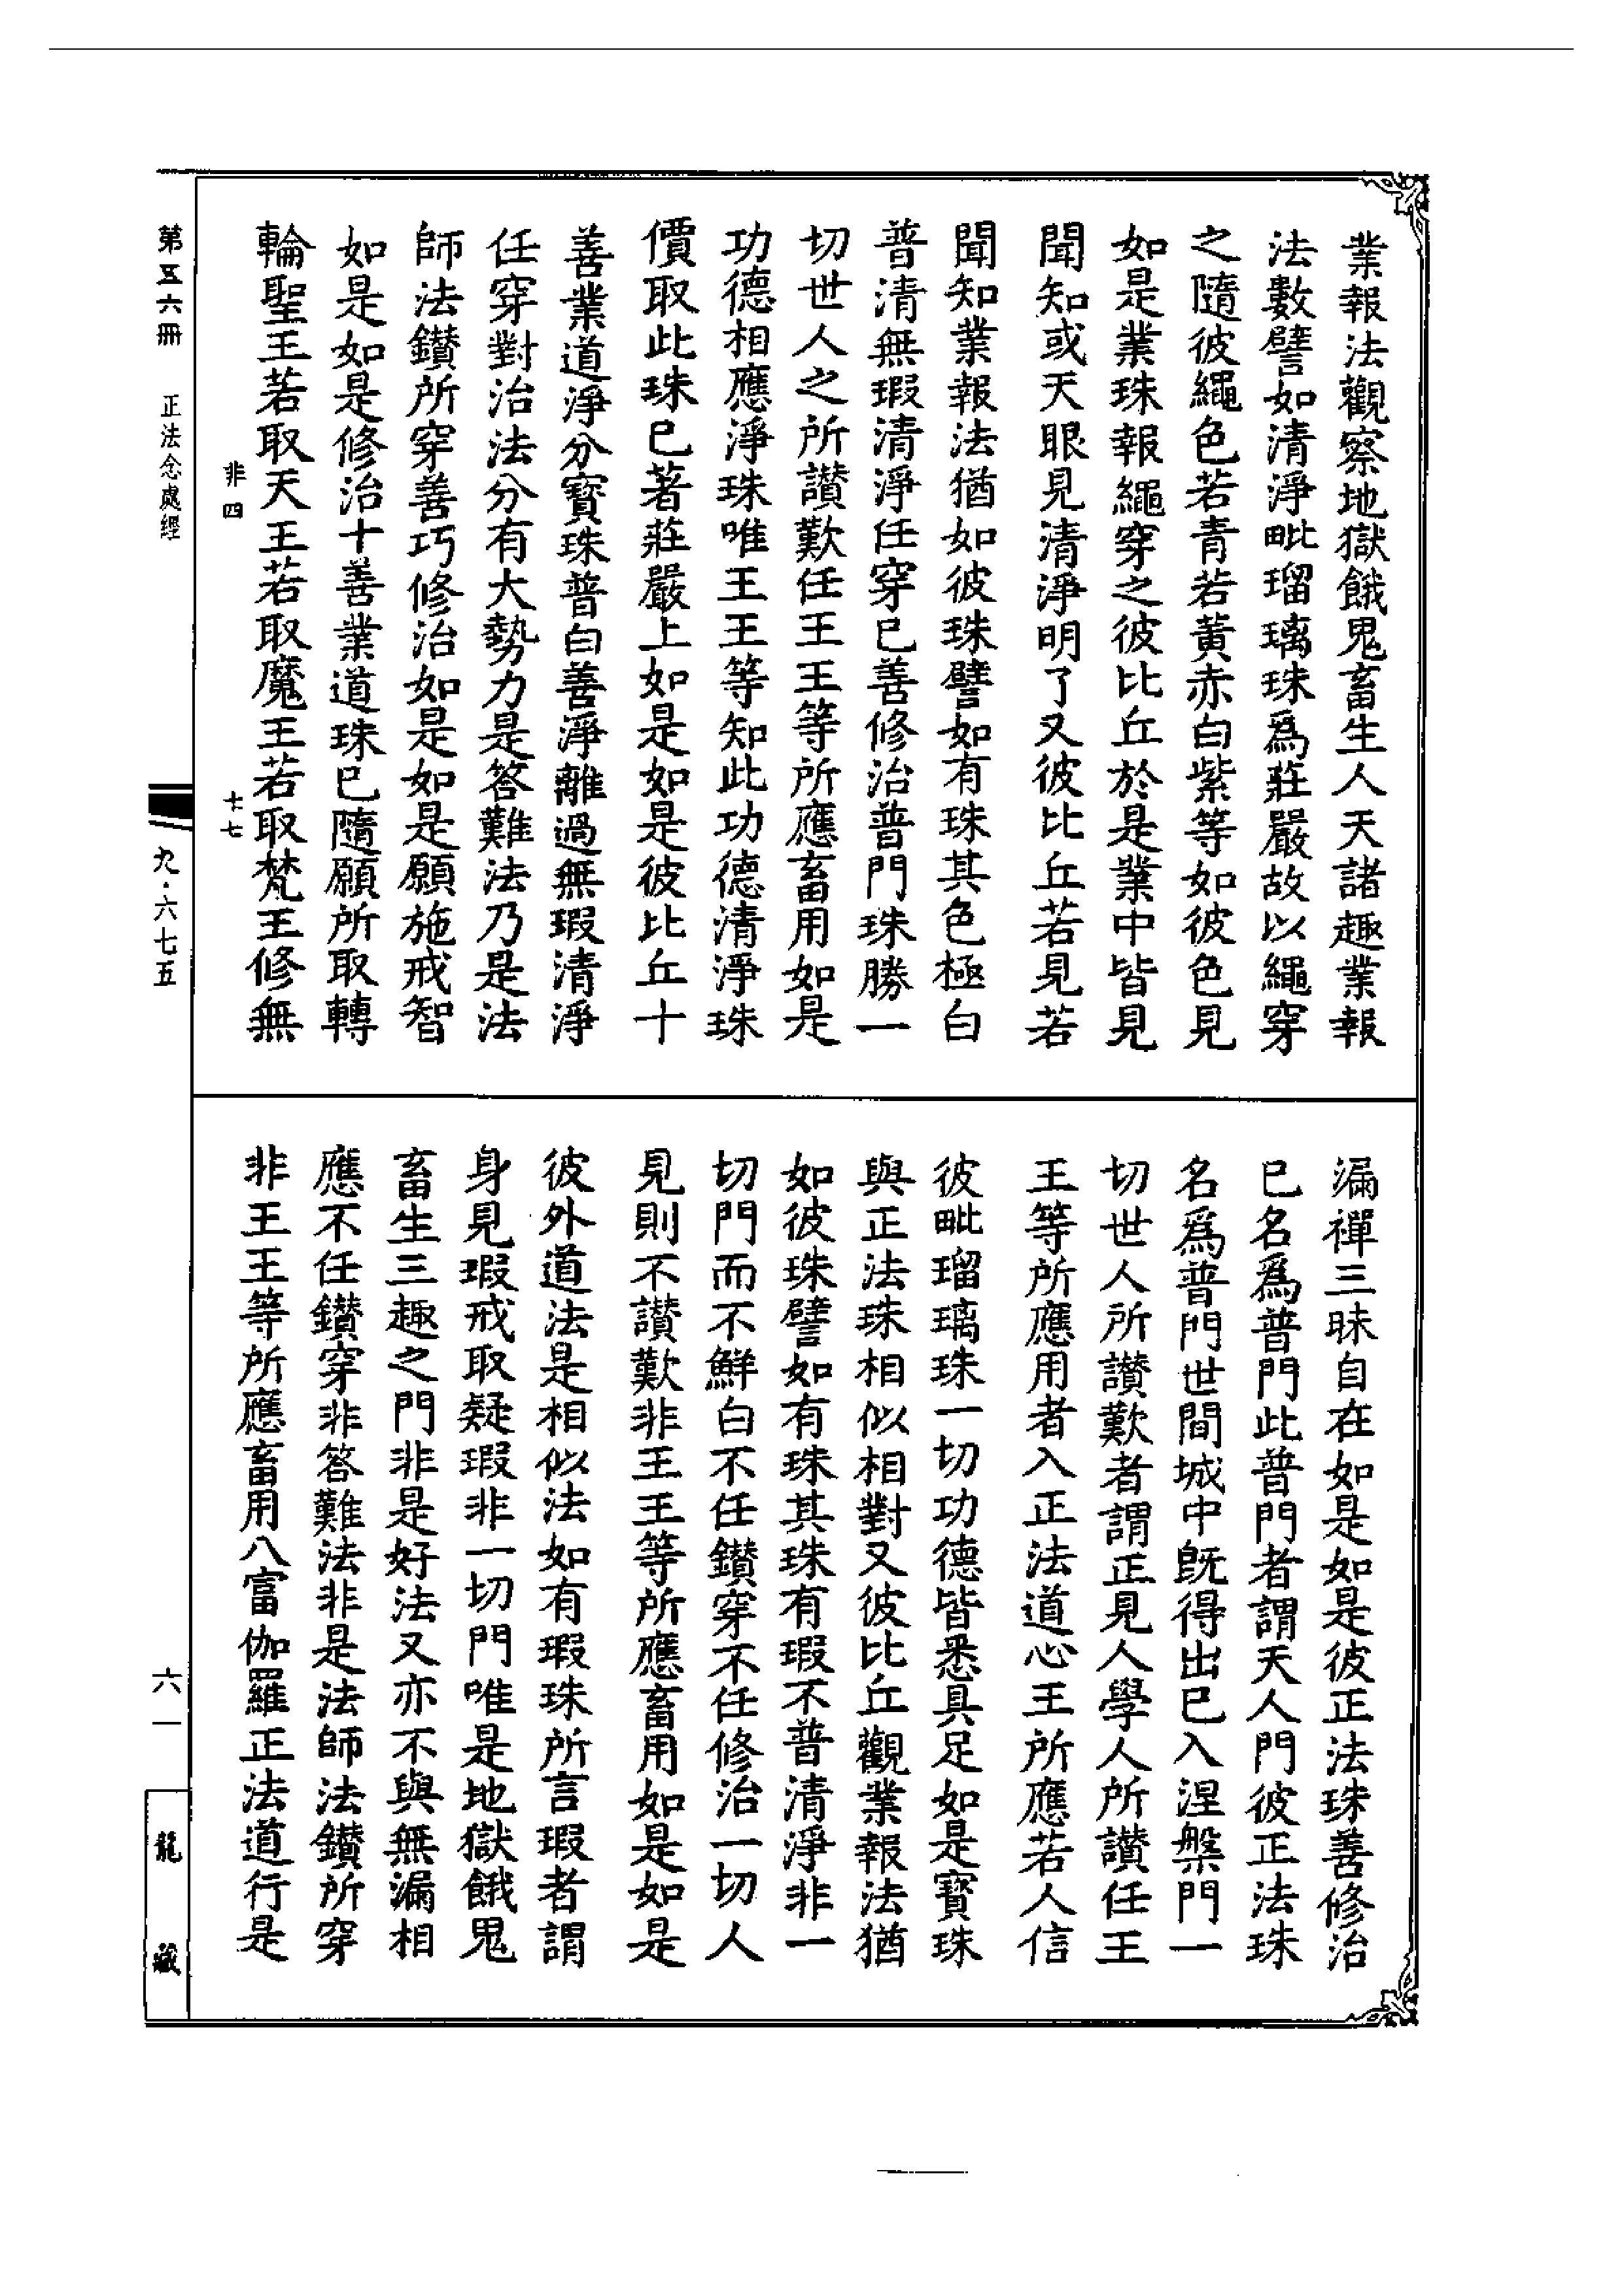 業報法觀察地獄餓鬼畜生人天諸趣業報
法數譬如清淨毗瑠璃珠爲莊嚴故以繩穿
之隨彼繩色若青若黃赤白紫等如彼色見
如是業珠報繩穿之彼比丘於是業中皆見
聞知或天眼見清淨明了又彼比丘若見若
聞知業報法猶如彼珠譬如有珠其色極白
普清無瑕清淨任穿已善修治普門珠勝一
切世人之所讚歎任王王等所應畜用如是
功德相應淨珠唯王王等知此功德清淨珠
價取此珠已著莊嚴上如是如是彼比丘十
善業道淨分寶珠普白善淨離過無瑕清淨
任穿對治法分有大勢力是答難法乃是法
師法鑽所穿善巧修治如是如是願施戒智
如是如是修治十善業道珠已隨願所取轉
輪聖王若取天王若取魔王若取梵王修無
漏禪三昧自在如是如是彼正法珠善修治
已名爲普門此普門者謂天人門彼正法珠
名爲普門世間城中旣得出已入涅槃門一
切世人所讚歎者謂正見人學人所讚任王
王等所應用者入正法道心王所應若人信
彼毗瑠璃珠一切功德皆悉具足如是寶珠
與正法珠相似相對又彼比丘觀業報法猶
如彼珠譬如有珠其珠有瑕不普清淨非一
切門而不鮮白不任鑽穿不任修治一切人
見則不讚歎非王王等所應畜用如是如是
彼外道法是相似法如有瑕珠所言瑕者謂
身見瑕戒取疑瑕非一切門唯是地獄餓鬼
畜生三趣之門非是好法又亦不與無漏相
應不任鑽穿非答難法非是法師法鑽所穿
非王王等所應畜用八富伽羅正法道行是
非四
十七
第五六冊
正法念處經
九·六七五
六一
龍藏